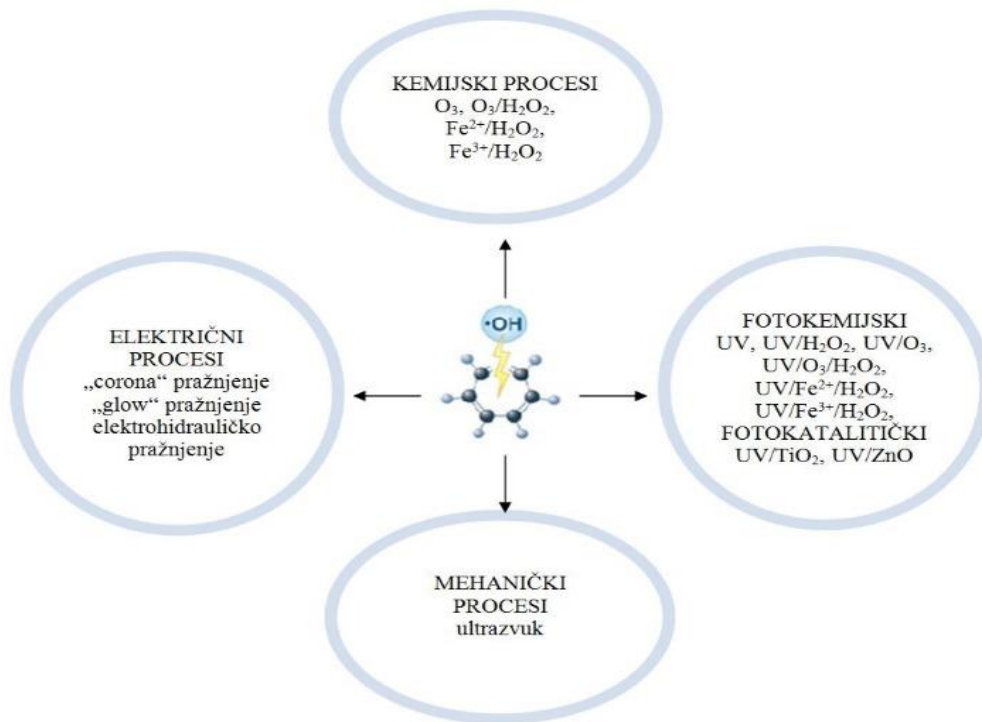 KEMIJSKI PROCESI
O₃, O₃/H₂O₂,
Fe²⁺/H₂O₂,
Fe³⁺/H₂O₂
ELEKTRIČNI
PROCESI
„corona“ pražnjenje
„glow“ pražnjenje
elektrohidrauličko
pražnjenje
•OH
FOTOKEMIJSKI
UV, UV/H₂O₂, UV/O₃,
UV/O₃/H₂O₂,
UV/Fe²⁺/H₂O₂,
UV/Fe³⁺/H₂O₂,
FOTOKATALITIČKI
UV/TiO₂, UV/ZnO
MEHANIČKI
PROCESI
ultrazvuk